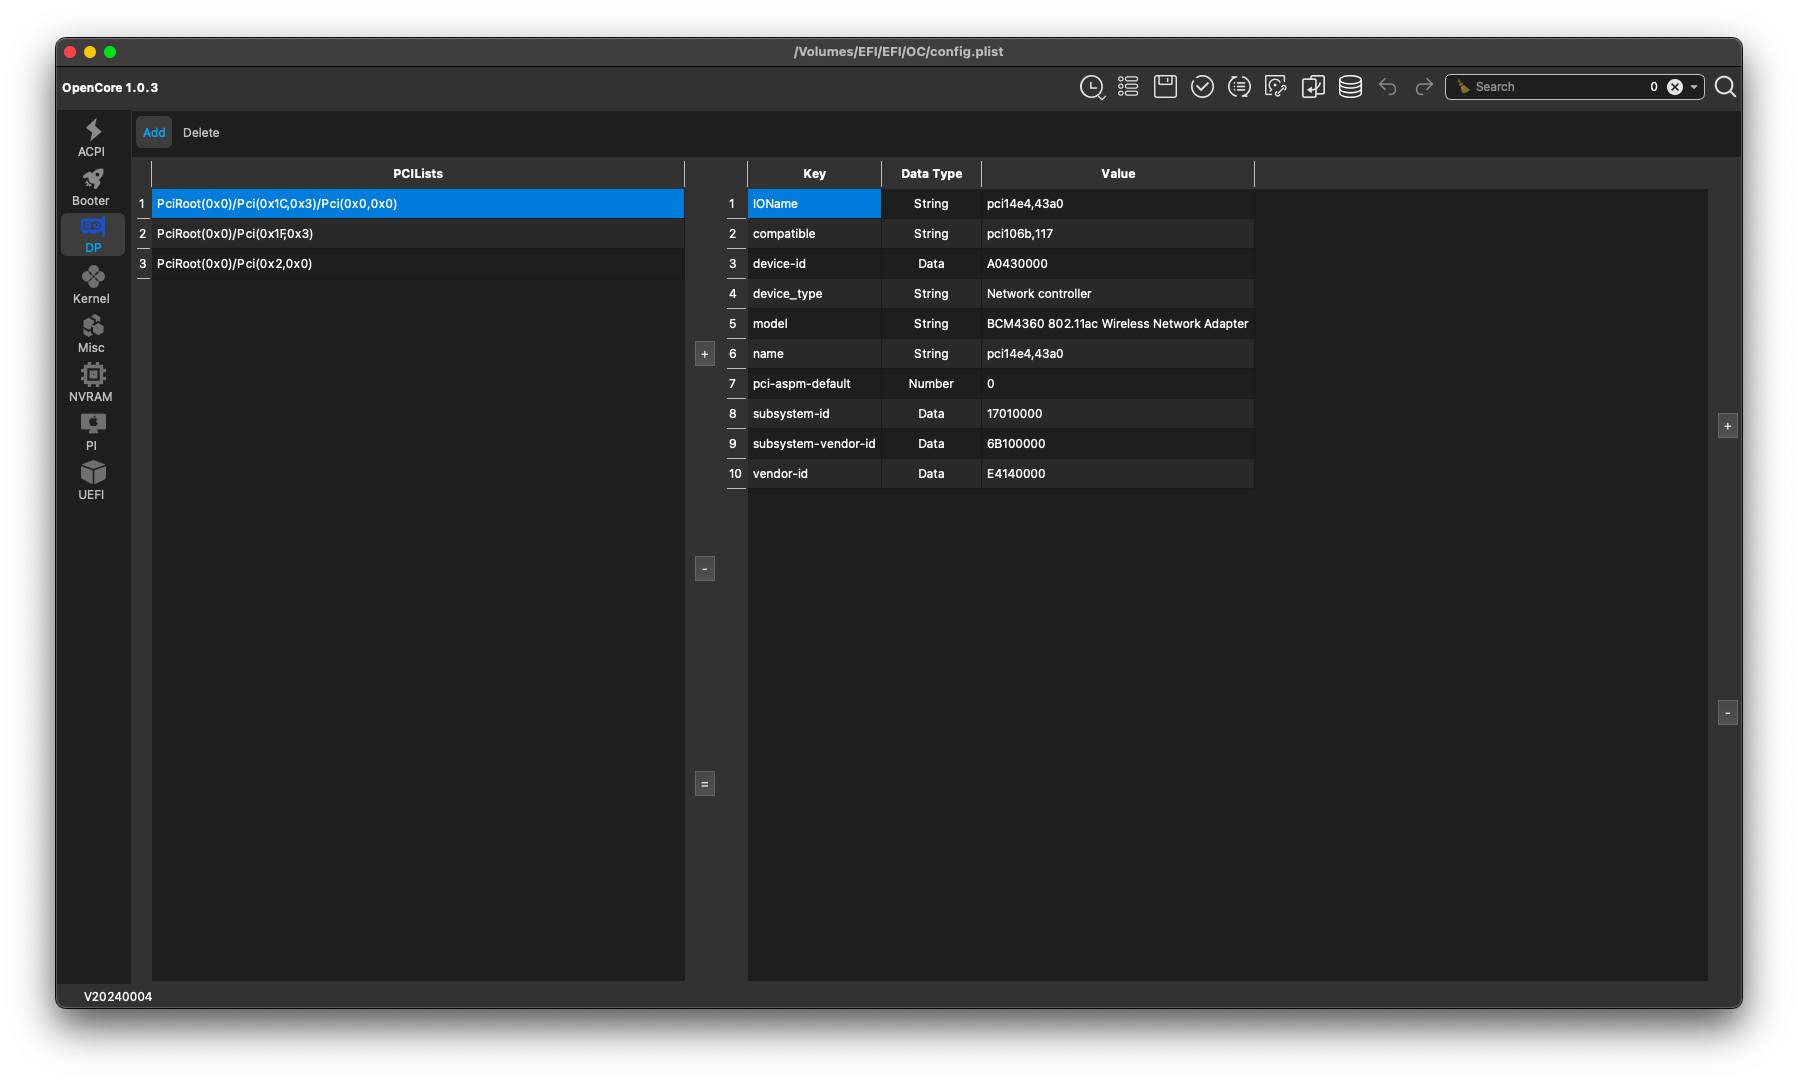 /Volumes/EFI/EFI/OC/config.plist
OpenCore 1.0.3
Search 0
ACPI
Booter
DP
Kernel
Misc
NVRAM
PI
UEFI
Add Delete
PCILists
1 PciRoot(0x0)/Pci(0x1C,0x3)/Pci(0x0,0x0)
2 PciRoot(0x0)/Pci(0x1F,0x3)
3 PciRoot(0x0)/Pci(0x2,0x0)
+
-
=
Key Data Type Value
1 IOName String pci14e4,43a0
2 compatible String pci106b,117
3 device-id Data A0430000
4 device_type String Network controller
5 model String BCM4360 802.11ac Wireless Network Adapter
6 name String pci14e4,43a0
7 pci-aspm-default Number 0
8 subsystem-id Data 17010000
9 subsystem-vendor-id Data 6B100000
10 vendor-id Data E4140000
+
-
V20240004